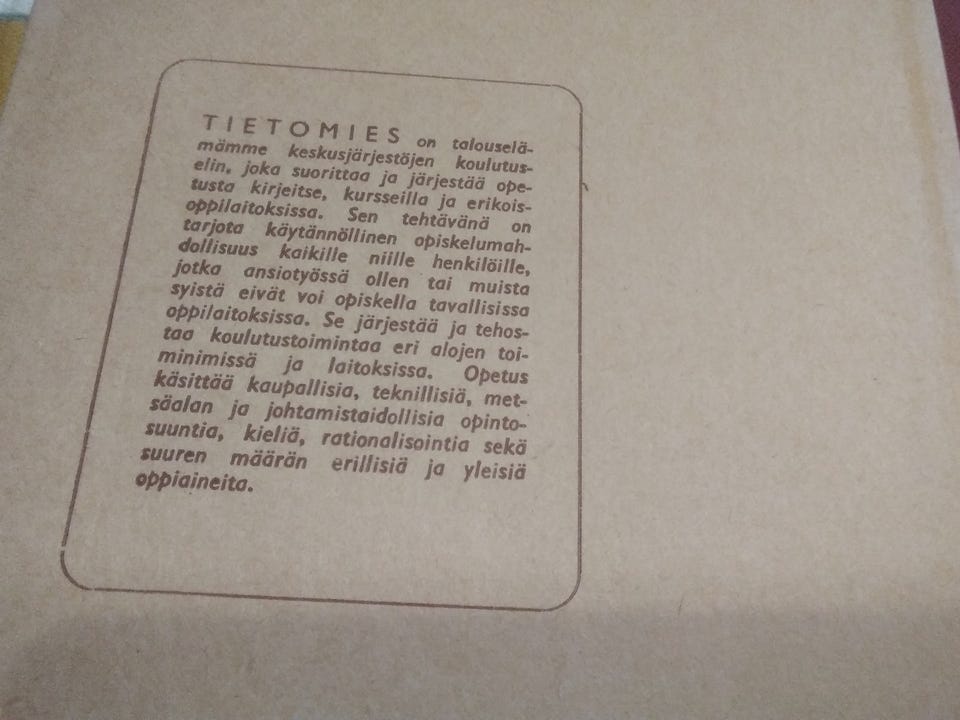 TIETOMIES on talouselä-
mämme keskusjärjestöjen koulutus-
elin, joka suorittaa ja järjestää ope-
tusta kirjeitse, kursseilla ja erikois-
oppilaitoksissa. Sen tehtävänä on
tarjota käytännöllinen opiskelumah-
dollisuus kaikille niille henkilöille,
jotka ansiotyössä ollen tai muista
syistä eivät voi opiskella tavallisissa
oppilaitoksissa. Se järjestää ja tehos-
taa koulutustoimintaa eri alojen toi-
minimissä ja laitoksissa. Opetus
käsittää kaupallisia, teknillisiä, met-
säalan ja johtamistaidollisia opinto-
suuntia, kieliä, rationalisointia sekä
suuren määrän erillisiä ja yleisiä
oppiaineita.